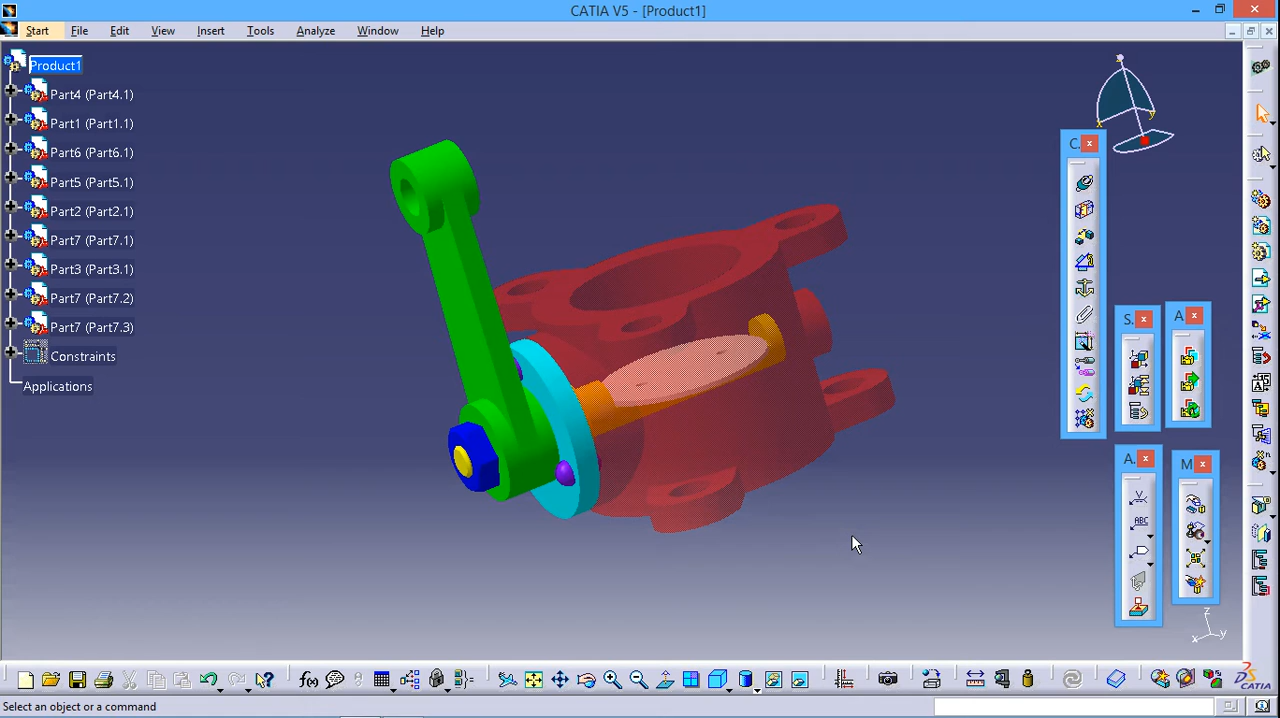 CATIA V5 - [Product1]
Start File Edit View Insert Tools Analyze Window Help
Product1
Part4 (Part4.1)
Part1 (Part1.1)
Part6 (Part6.1)
Part5 (Part5.1)
Part2 (Part2.1)
Part7 (Part7.1)
Part3 (Part3.1)
Part7 (Part7.2)
Part7 (Part7.3)
Constraints
Applications
C.
S.
A
A.
M
ABC
z
x
y
f(x)
CATIA
Select an object or a command